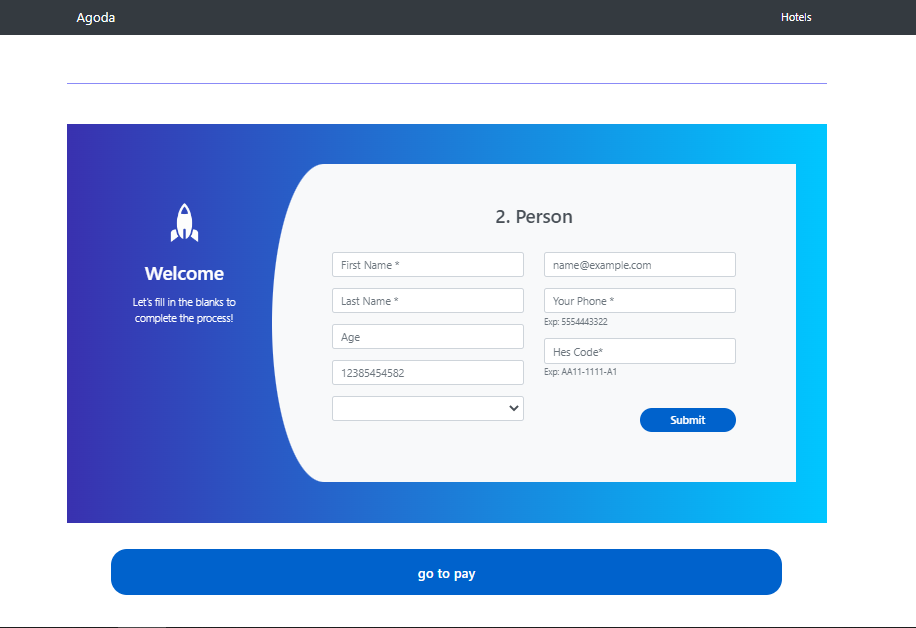 Agoda
Hotels
Welcome
Let's fill in the blanks to
complete the process!
2. Person
First Name *
Last Name *
Age
12385454582
name@example.com
Your Phone *
Exp: 5554443322
Hes Code*
Exp: AA11-1111-A1
Submit
go to pay